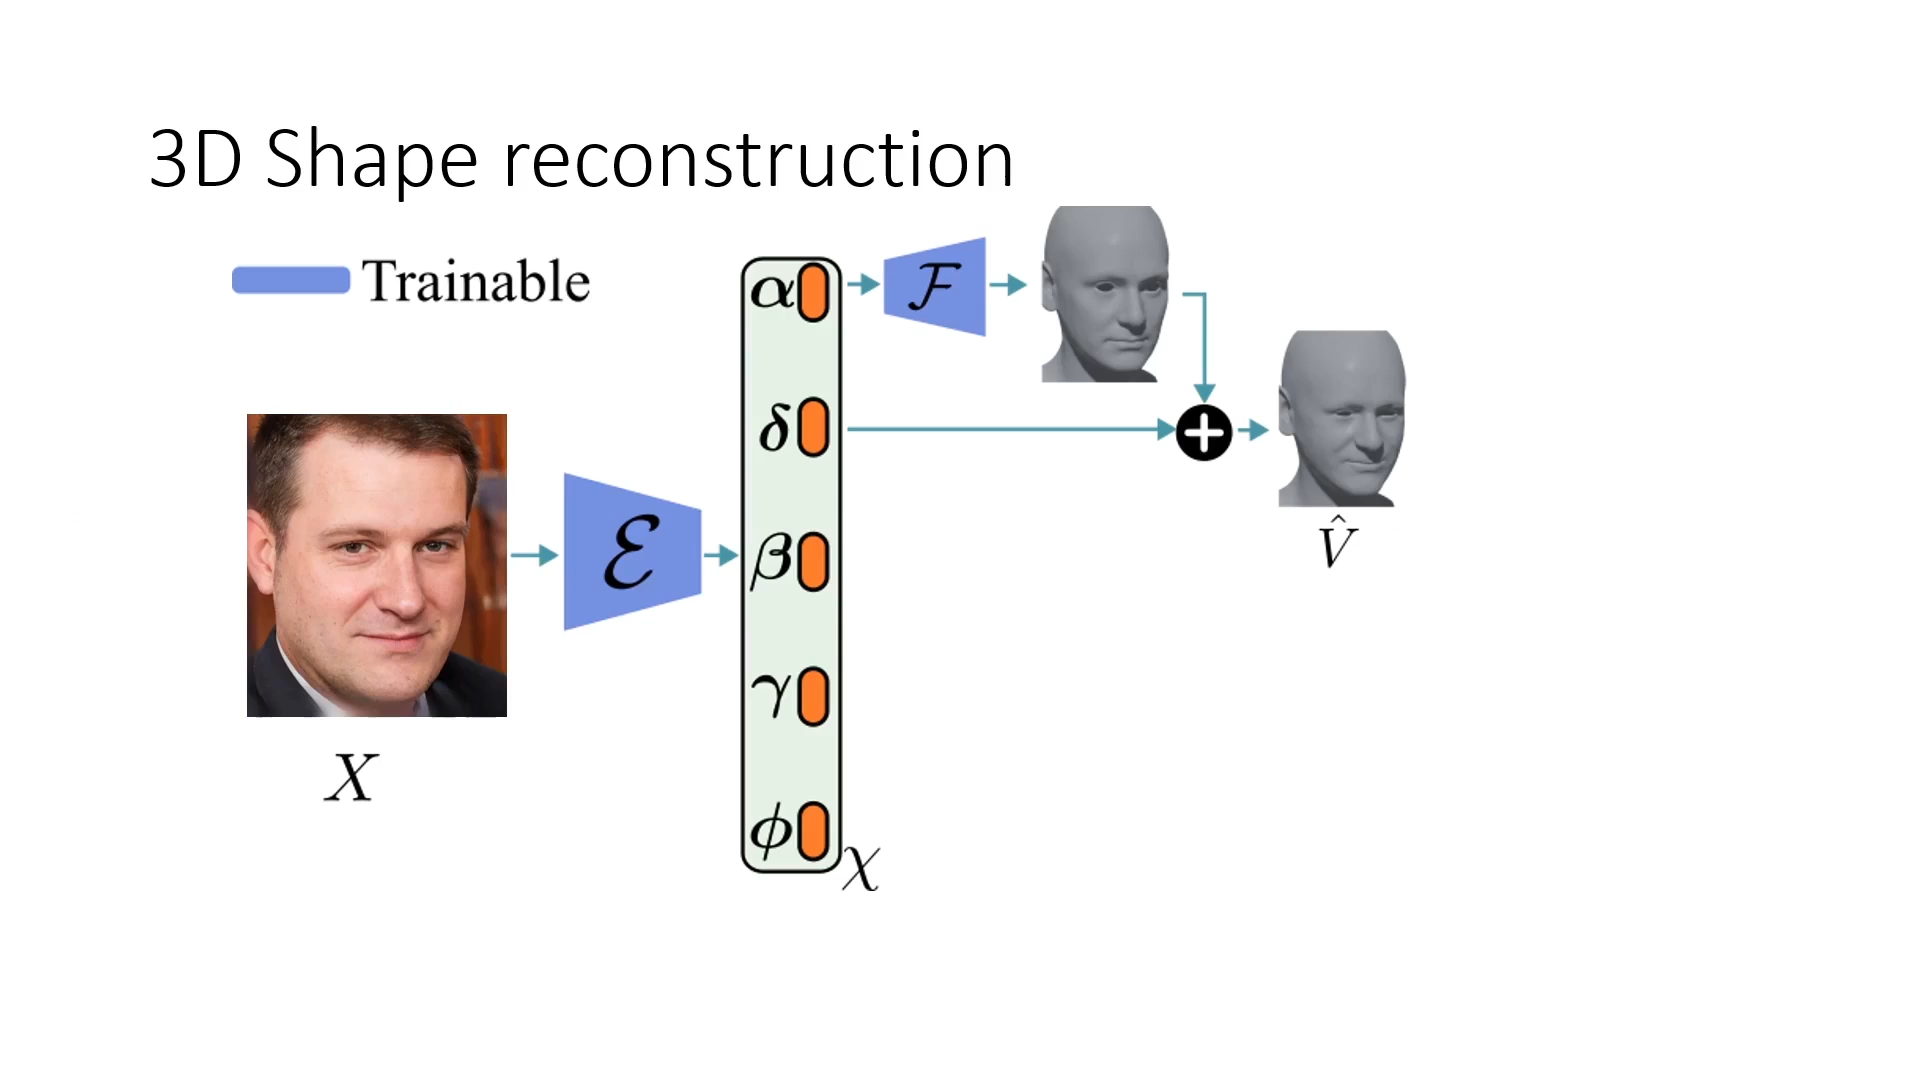 3D Shape reconstruction
Trainable
α
ℱ
δ
ℰ
β
V̂
γ
X
ϕ
χ